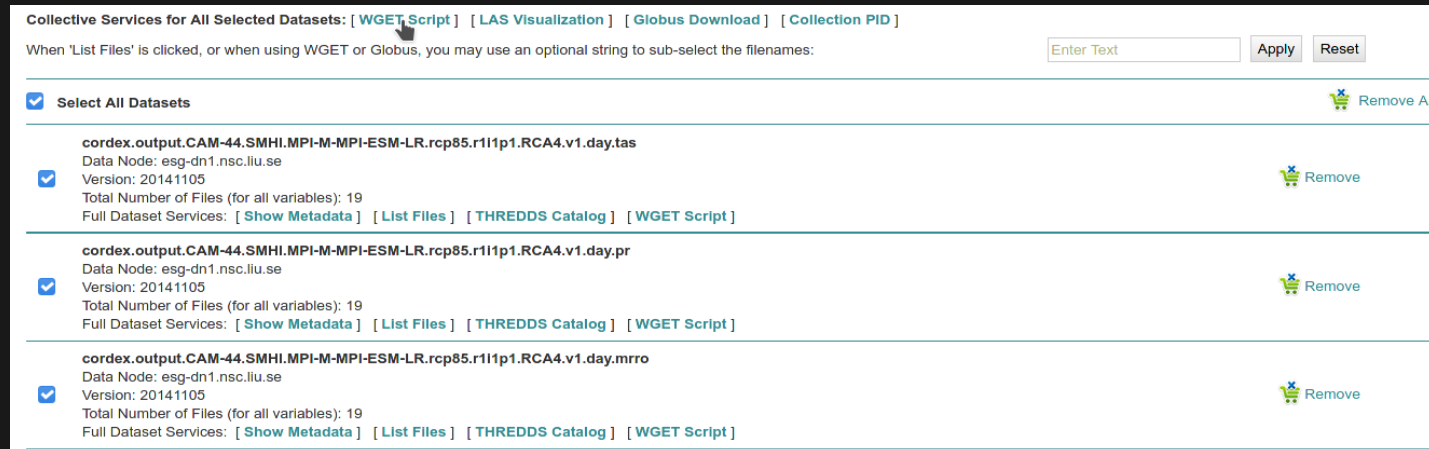 Collective Services for All Selected Datasets: [ WGET Script ] [ LAS Visualization ] [ Globus Download ] [ Collection PID ]
When 'List Files' is clicked, or when using WGET or Globus, you may use an optional string to sub-select the filenames: Enter Text Apply Reset
Select All Datasets Remove A
cordex.output.CAM-44.SMHI.MPI-M-MPI-ESM-LR.rcp85.r1i1p1.RCA4.v1.day.tas
Data Node: esg-dn1.nsc.liu.se
Version: 20141105 Remove
Total Number of Files (for all variables): 19
Full Dataset Services: [ Show Metadata ] [ List Files ] [ THREDDS Catalog ] [ WGET Script ]
cordex.output.CAM-44.SMHI.MPI-M-MPI-ESM-LR.rcp85.r1i1p1.RCA4.v1.day.pr
Data Node: esg-dn1.nsc.liu.se
Version: 20141105 Remove
Total Number of Files (for all variables): 19
Full Dataset Services: [ Show Metadata ] [ List Files ] [ THREDDS Catalog ] [ WGET Script ]
cordex.output.CAM-44.SMHI.MPI-M-MPI-ESM-LR.rcp85.r1i1p1.RCA4.v1.day.mrro
Data Node: esg-dn1.nsc.liu.se
Version: 20141105 Remove
Total Number of Files (for all variables): 19
Full Dataset Services: [ Show Metadata ] [ List Files ] [ THREDDS Catalog ] [ WGET Script ]